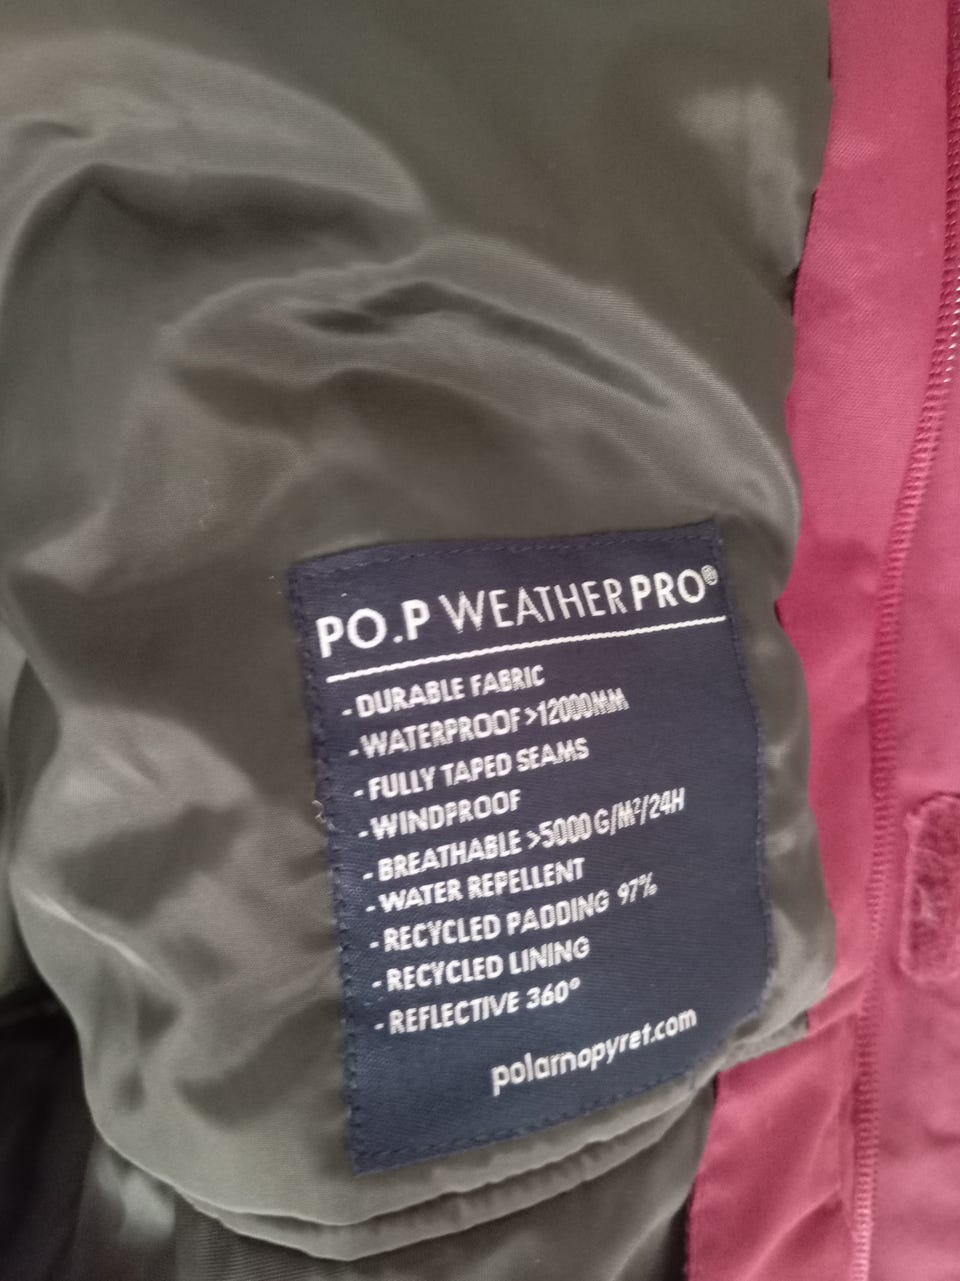 PO.P WEATHERPRO®
- DURABLE FABRIC
- WATERPROOF >12000MM
- FULLY TAPED SEAMS
- WINDPROOF
- BREATHABLE >5000 G/M²/24H
- WATER REPELLENT
- RECYCLED PADDING 97%
- RECYCLED LINING
- REFLECTIVE 360°
polarnopyret.com